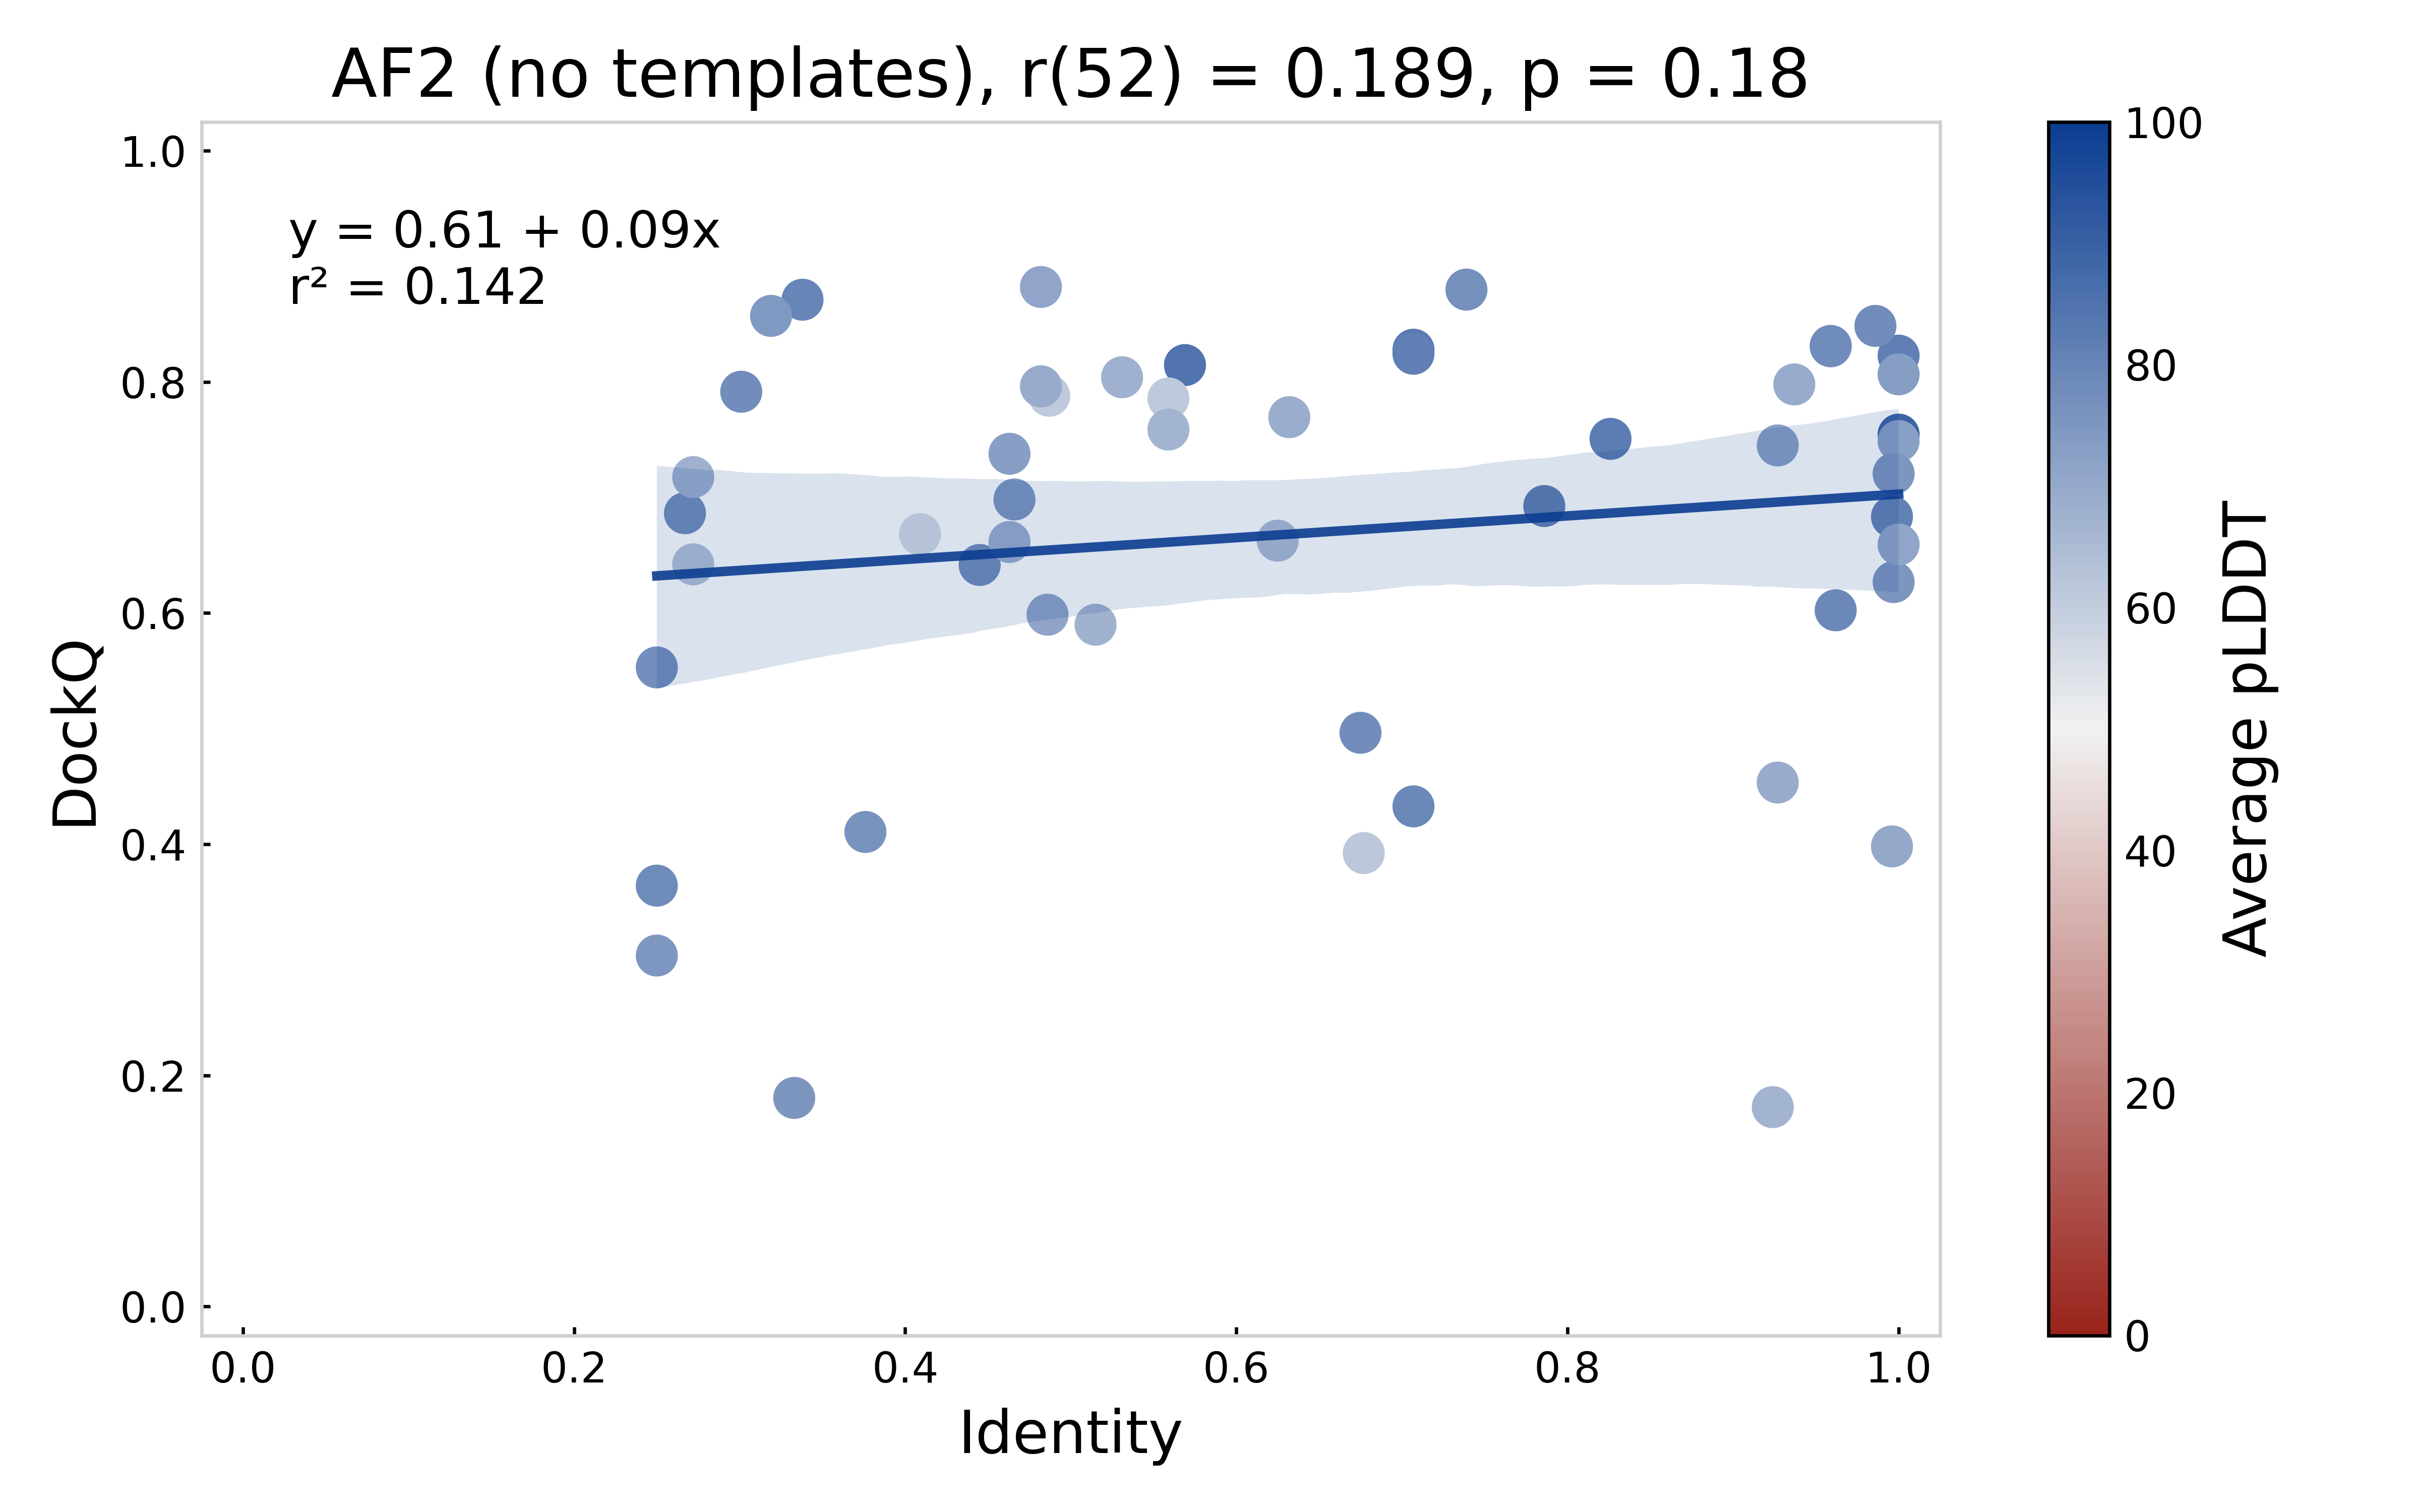 AF2 (no templates), r(52) = 0.189, p = 0.18
y = 0.61 + 0.09x
r² = 0.142
1.0
0.8
0.6
0.4
0.2
0.0
DockQ
0.0 0.2 0.4 0.6 0.8 1.0
Identity
100
80
60
40
20
0
Average pLDDT